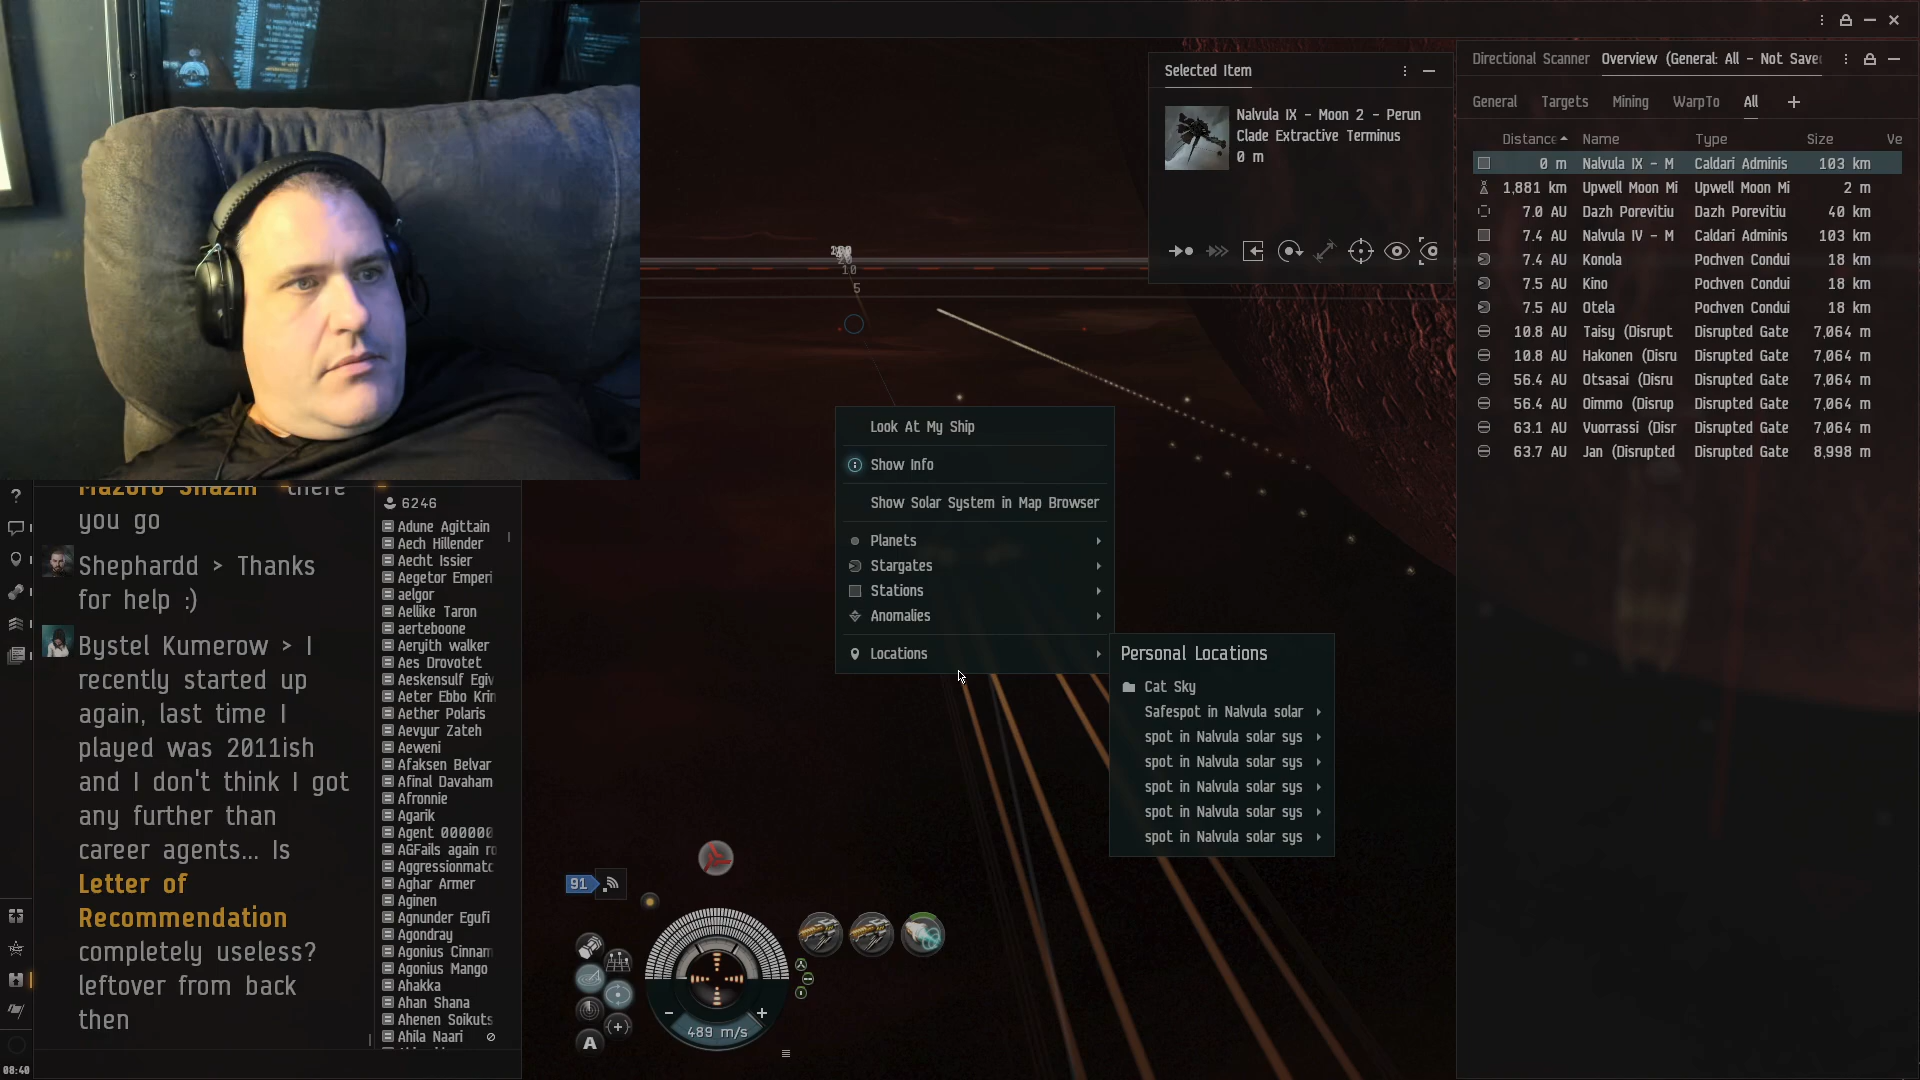 Directional Scanner
Overview (General: All - Not Save
General
Targets
Mining
WarpTo
All
Distance
Name
Type
Size
Ve
0 m Nalvula IX - M Caldari Adminis 103 km
1,881 km Upwell Moon Mi Upwell Moon Mi 2 m
7.0 AU Dazh Porevitiu Dazh Porevitiu 40 km
7.4 AU Nalvula IV - M Caldari Adminis 103 km
7.4 AU Konola Pochven Condui 18 km
7.5 AU Kino Pochven Condui 18 km
7.5 AU Otela Pochven Condui 18 km
10.8 AU Taisy (Disrupt Disrupted Gate 7,064 m
10.8 AU Hakonen (Disru Disrupted Gate 7,064 m
56.4 AU Otsasai (Disru Disrupted Gate 7,064 m
56.4 AU Oimmo (Disrup Disrupted Gate 7,064 m
63.1 AU Vuorrassi (Disr Disrupted Gate 7,064 m
63.7 AU Jan (Disrupted Disrupted Gate 8,998 m
Selected Item
Nalvula IX - Moon 2 - Perun
Clade Extractive Terminus
0 m
10
5
Look At My Ship
Show Info
Show Solar System in Map Browser
Planets
Stargates
Stations
Anomalies
Locations
Personal Locations
Cat Sky
Safespot in Nalvula solar
spot in Nalvula solar sys
spot in Nalvula solar sys
spot in Nalvula solar sys
spot in Nalvula solar sys
spot in Nalvula solar sys
Mazoru Shazih there
you go
Shephardd > Thanks
for help :)
Bystel Kumerow > I
recently started up
again, last time I
played was 2011ish
and I don't think I got
any further than
career agents... Is
Letter of
Recommendation
completely useless?
leftover from back
then
6246
Adune Agittain
Aech Hillender
Aecht Issier
Aegetor Emperi
aelgor
Aellike Taron
aerteboone
Aeryith walker
Aes Drovotet
Aeskensulf Egiv
Aeter Ebbo Krin
Aether Polaris
Aevyur Zateh
Aeweni
Afaksen Belvar
Afinal Davaham
Afronnie
Agarik
Agent 000000
AGFails again ro
Aggressionmatc
Aghar Armer
Aginen
Agnunder Egufi
Agondray
Agonius Cinnam
Agonius Mango
Ahakka
Ahan Shana
Ahenen Soikuts
Ahila Naari
91
A
489 m/s
08:40